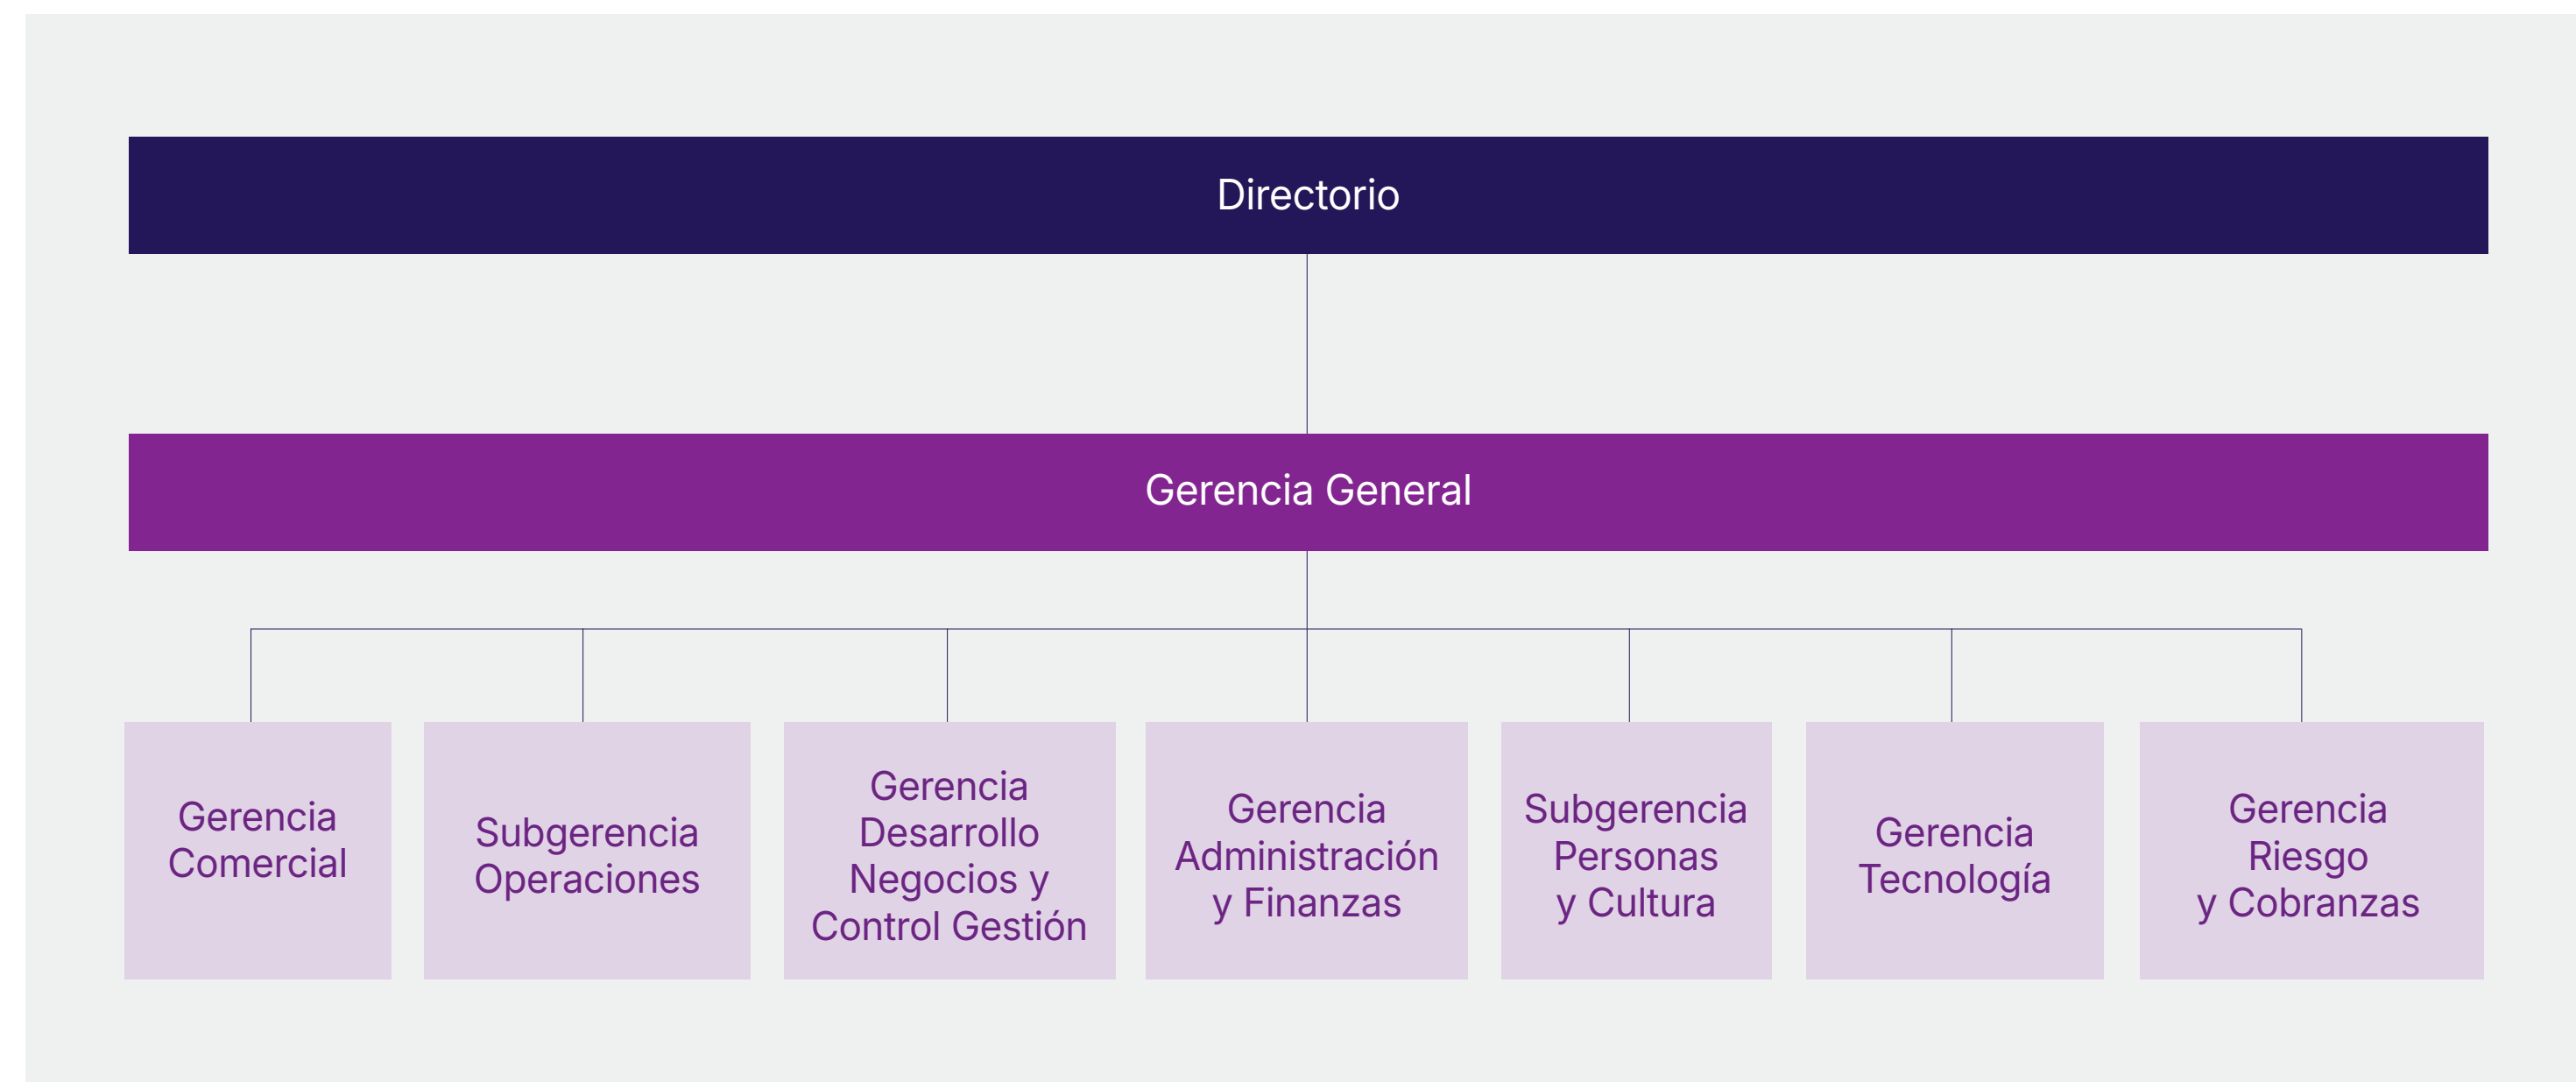 Directorio
Gerencia General
Gerencia
Comercial
Subgerencia
Operaciones
Gerencia
Desarrollo
Negocios y
Control Gestión
Gerencia
Administración
y Finanzas
Subgerencia
Personas
y Cultura
Gerencia
Tecnología
Gerencia
Riesgo
y Cobranzas